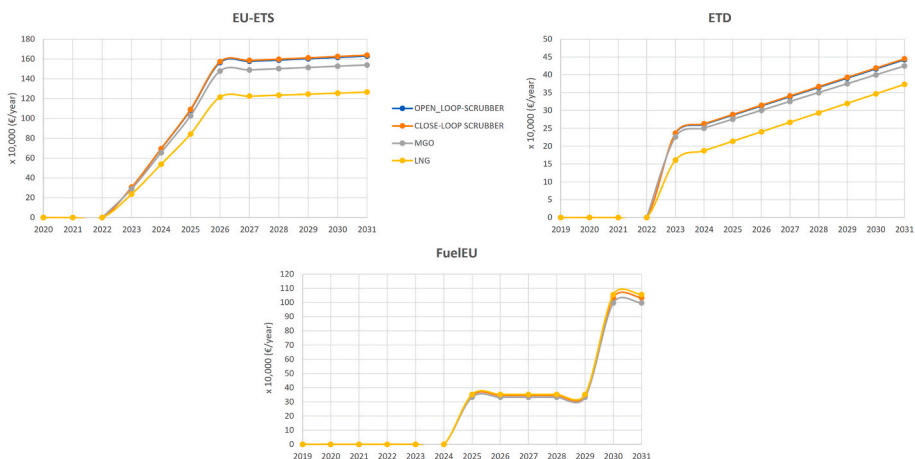 EU-ETS
x 10,000 (€/year)
180
160
140
120
100
80
60
40
20
0
2020 2021 2022 2023 2024 2025 2026 2027 2028 2029 2030 2031
OPEN_LOOP-SCRUBBER
CLOSE-LOOP SCRUBBER
MGO
LNG
ETD
x 10,000 (€/year)
50
45
40
35
30
25
20
15
10
5
0
2019 2020 2021 2022 2023 2024 2025 2026 2027 2028 2029 2030 2031
FuelEU
x 10,000 (€/year)
120
110
100
90
80
70
60
50
40
30
20
10
0
2019 2020 2021 2022 2023 2024 2025 2026 2027 2028 2029 2030 2031